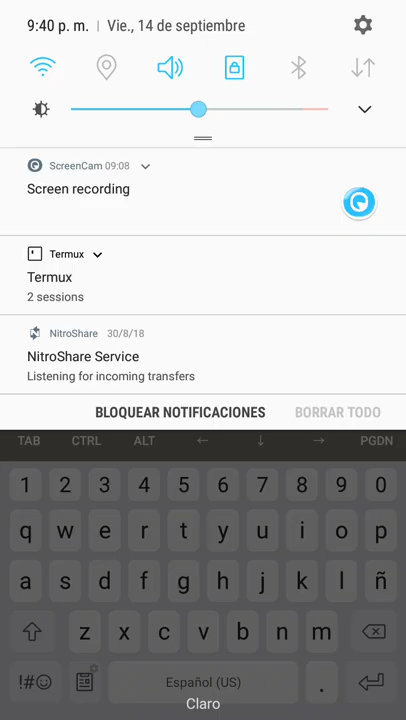 9:40 p. m. | Vie., 14 de septiembre
ScreenCam 09:08
Screen recording
Termux
Termux
2 sessions
NitroShare 30/8/18
NitroShare Service
Listening for incoming transfers
BLOQUEAR NOTIFICACIONES BORRAR TODO
TAB CTRL ALT ← ↓ → PGDN
1 2 3 4 5 6 7 8 9 0
q w e r t y u i o p
a s d f g h j k l ñ
z x c v b n m
!#☺ Español (US) .
Claro